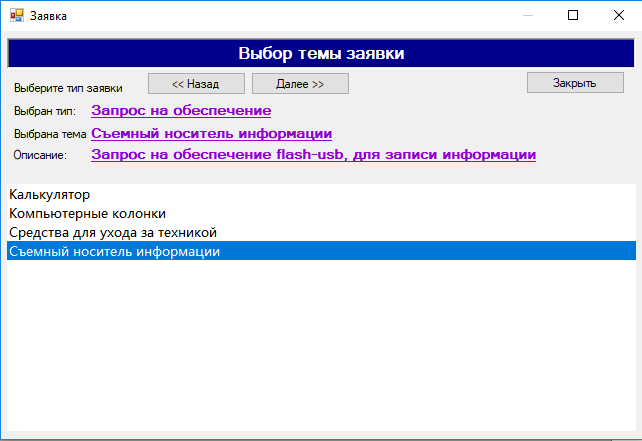 Заявка
Выбор темы заявки
Выберите тип заявки << Назад Далее >> Закрыть
Выбран тип: Запрос на обеспечение
Выбрана тема Съемный носитель информации
Описание: Запрос на обеспечение flash-usb, для записи информации
Калькулятор
Компьютерные колонки
Средства для ухода за техникой
Съемный носитель информации